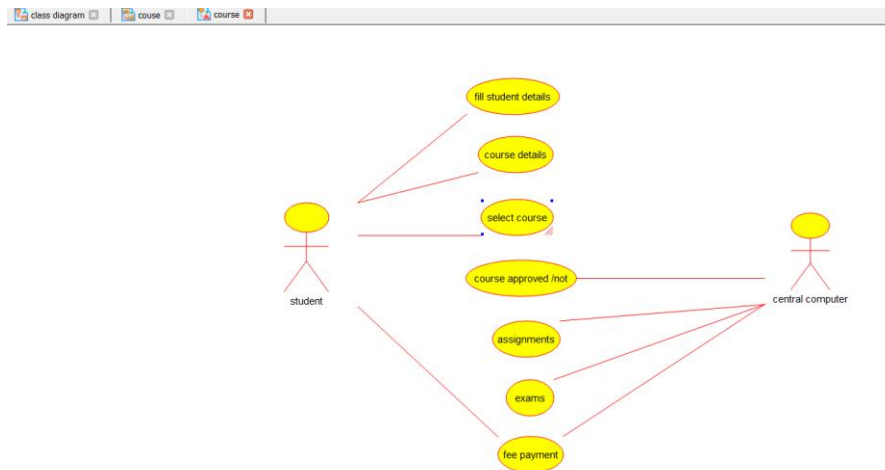 class diagram
couse
course
fill student details
course details
select course
course approved /not
student
central computer
assignments
exams
fee payment